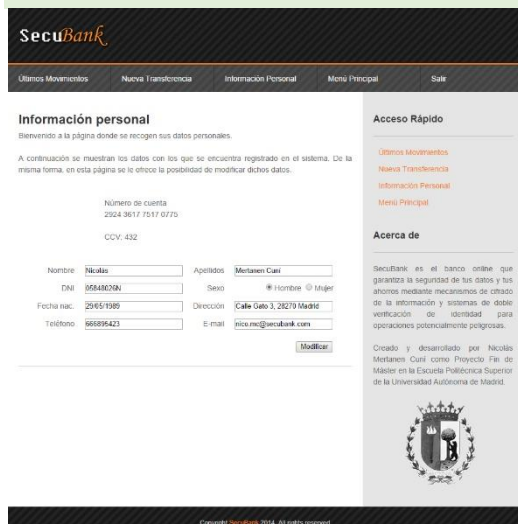 SecuBank
Últimos Movimientos Nueva Transferencia Información Personal Menú Principal Salir
Información personal
Bienvenido a la página donde se recogen sus datos personales.
A continuación se muestran los datos con los que se encuentra registrado en el sistema. De la
misma forma, en esta página se le ofrece la posibilidad de modificar dichos datos.
Número de cuenta
2924 3617 7517 0775
CCV: 432
Nombre Nicolás Apellidos Mertanen Cuní
DNI 05848026N Sexo Hombre Mujer
Fecha nac. 29/05/1989 Dirección Calle Gato 3, 28270 Madrid
Teléfono 666895423 E-mail nico.mc@secubank.com
Modificar
Acceso Rápido
Últimos Movimientos
Nueva Transferencia
Información Personal
Menú Principal
Acerca de
SecuBank es el banco online que
garantiza la seguridad de tus datos y tus
ahorros mediante mecanismos de cifrado
de la información y sistemas de doble
verificación de identidad para
operaciones potencialmente peligrosas.
Creado y desarrollado por Nicolás
Mertanen Cuní como Proyecto Fin de
Máster en la Escuela Politécnica Superior
de la Universidad Autónoma de Madrid.
Copyright SecuBank 2014. All rights reserved